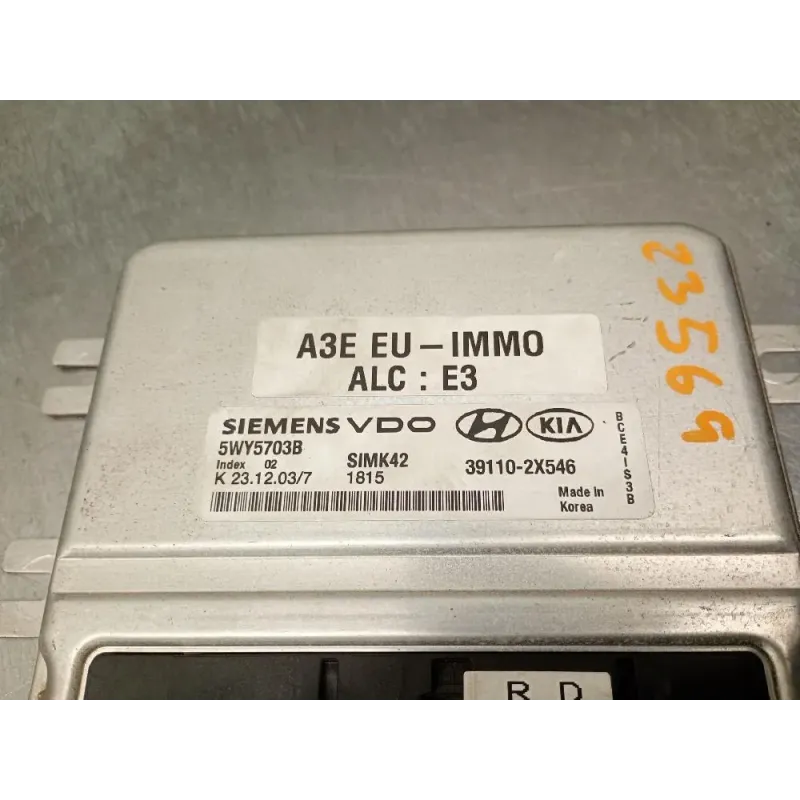 A3E EU - IMMO
ALC : E3
SIEMENS VDO KIA
5WY5703B
Index 02 SIMK42 39110-2X546
K 23.12.03/7 1815
Made in
Korea
BCE4IS3B
23569
R D